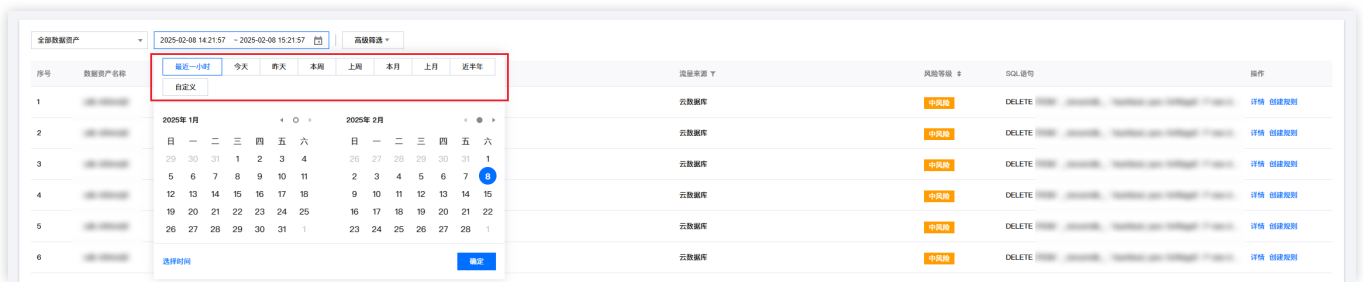 全部数据资产 2025-02-08 14:21:57 ~ 2025-02-08 15:21:57 高级筛选
最近一小时 今天 昨天 本周 上周 本月 上月 近半年
自定义
序号 数据资产名称 流量来源 风险等级 SQL语句 操作
1 云数据库 中风险 DELETE 详情 创建规则
2 云数据库 中风险 DELETE 详情 创建规则
3 云数据库 中风险 DELETE 详情 创建规则
4 云数据库 中风险 DELETE 详情 创建规则
5 云数据库 中风险 DELETE 详情 创建规则
6 云数据库 中风险 DELETE 详情 创建规则
2025年 1月
日 一 二 三 四 五 六
29 30 31 1 2 3 4
5 6 7 8 9 10 11
12 13 14 15 16 17 18
19 20 21 22 23 24 25
26 27 28 29 30 31 1
2025年 2月
日 一 二 三 四 五 六
26 27 28 29 30 31 1
2 3 4 5 6 7 8
9 10 11 12 13 14 15
16 17 18 19 20 21 22
23 24 25 26 27 28 1
选择时间 确定